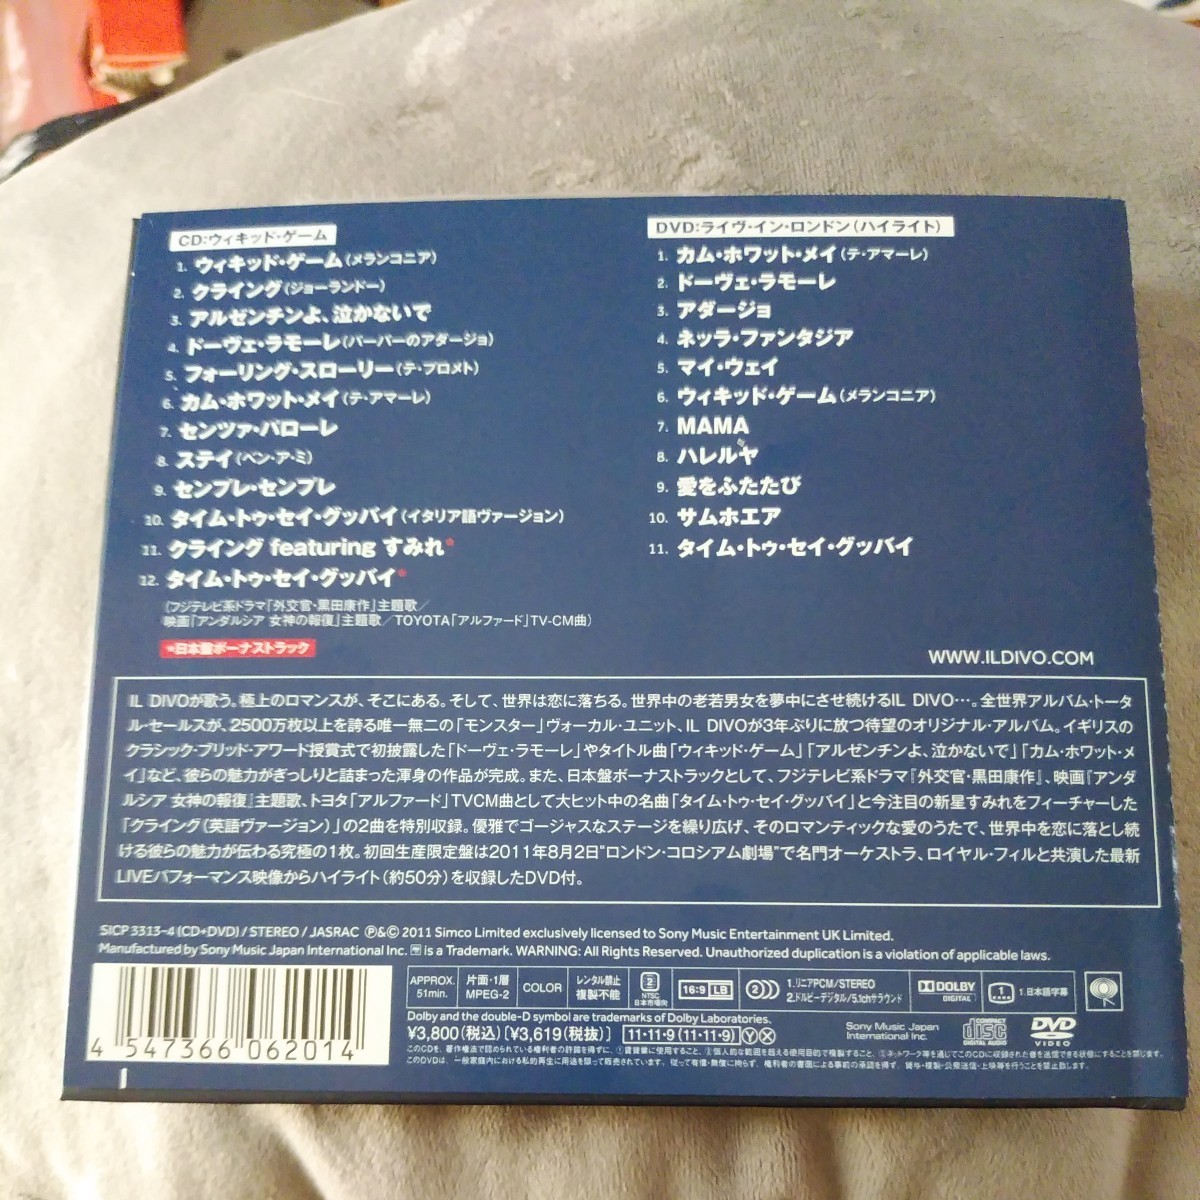 CD:ウィキッド・ゲーム
1. ウィキッド・ゲーム(メランコニア)
2. クライング(ジョーランドー)
3. アルゼンチンよ、泣かないで
4. ドーヴェ・ラモーレ(バーバーのアダージョ)
5. フォーリング・スローリー(テ・プロメト)
6. カム・ホワット・メイ(テ・アマーレ)
7. センツァ・パローレ
8. ステイ(ベン・ア・ミ)
9. センプレ・センプレ
10. タイム・トゥ・セイ・グッバイ(イタリア語ヴァージョン)
11. クライング featuring すみれ*
12. タイム・トゥ・セイ・グッバイ*
(フジテレビ系ドラマ「外交官・黒田康作」主題歌/
映画「アンダルシア 女神の報復」主題歌/TOYOTA「アルファード」TV-CM曲)
*日本盤ボーナストラック
DVD:ライヴ・イン・ロンドン(ハイライト)
1. カム・ホワット・メイ(テ・アマーレ)
2. ドーヴェ・ラモーレ
3. アダージョ
4. ネッラ・ファンタジア
5. マイ・ウェイ
6. ウィキッド・ゲーム(メランコニア)
7. MAMA
8. ハレルヤ
9. 愛をふたたび
10. サムホエア
11. タイム・トゥ・セイ・グッバイ
WWW.ILDIVO.COM
IL DIVOが歌う。極上のロマンスが、そこにある。そして、世界は恋に落ちる。世界中の老若男女を夢中にさせ続けるIL DIVO…。全世界アルバム・トータ
ル・セールスが、2500万枚以上を誇る唯一無二の「モンスター」ヴォーカル・ユニット、IL DIVOが3年ぶりに放つ待望のオリジナル・アルバム。イギリスの
クラシック・ブリッド・アワード授賞式で初披露した「ドーヴェ・ラモーレ」やタイトル曲「ウィキッド・ゲーム」「アルゼンチンよ、泣かないで」「カム・ホワット・メ
イ」など、彼らの魅力がぎっしりと詰まった渾身の作品が完成。また、日本盤ボーナストラックとして、フジテレビ系ドラマ『外交官・黒田康作』、映画『アンダ
ルシア 女神の報復』主題歌、トヨタ「アルファード」TVCM曲として大ヒット中の名曲「タイム・トゥ・セイ・グッバイ」と今注目の新星すみれをフィーチャーした
「クライング(英語ヴァージョン)」の2曲を特別収録。優雅でゴージャスなステージを繰り広げ、そのロマンティックな愛のうたで、世界中を恋に落とし続
ける彼らの魅力が伝わる究極の1枚。初回生産限定盤は2011年8月2日“ロンドン・コロシアム劇場”で名門オーケストラ、ロイヤル・フィルと共演した最新
LIVEパフォーマンス映像からハイライト(約50分)を収録したDVD付。
SICP 3313-4 (CD+DVD) / STEREO / JASRAC ℗&© 2011 Simco Limited exclusively licensed to Sony Music Entertainment UK Limited.
Manufactured by Sony Music Japan International Inc. is a Trademark. WARNING: All Rights Reserved. Unauthorized duplication is a violation of applicable laws.
4 547366 062014
APPROX. 51min.
片面・1層 MPEG-2
COLOR
レンタル禁止 複製不能
2 NTSC 日本市場向
16:9 LB
2
1.リニアPCM/STEREO
2.ドルビーデジタル/5.1chサラウンド
DOLBY DIGITAL
1 1.日本語字幕
Dolby and the double-D symbol are trademarks of Dolby Laboratories.
¥3,800(税込)[¥3,619(税抜)] 11・11・9 (11・11・9) Y X
Sony Music Japan International Inc.
COMPACT disc DIGITAL AUDIO
DVD VIDEO